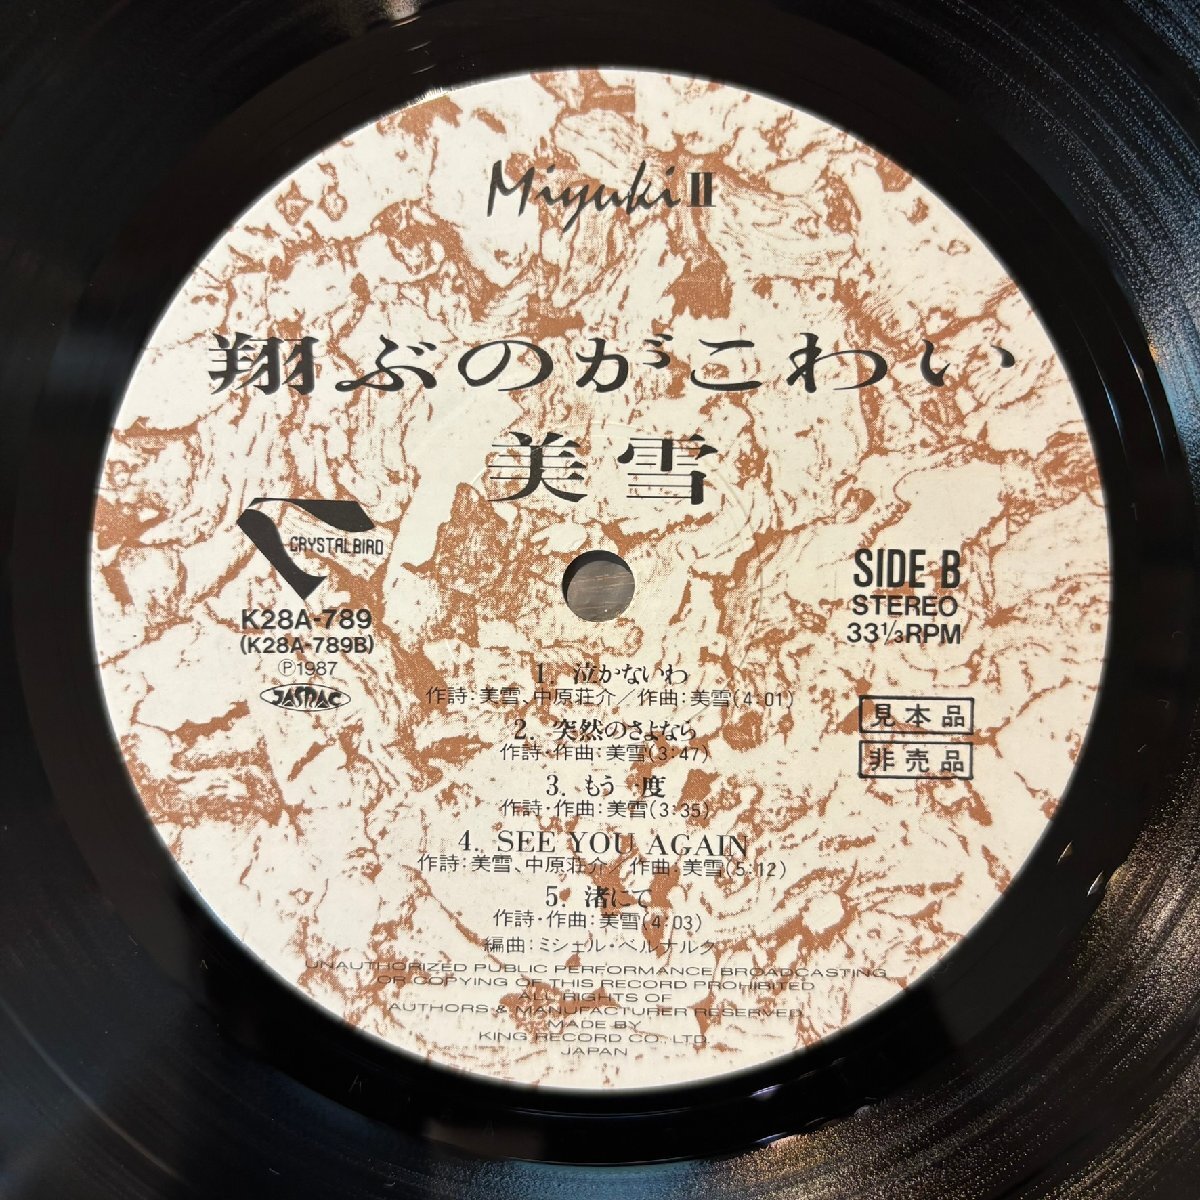 Miyuki II
翔ぶのがこわい
美雪
CRYSTAL BIRD
K28A-789
(K28A-789B)
Ⓟ1987
JASRAC
SIDE B
STEREO
33⅓RPM
1. 泣かないわ
作詩：美雪、中原荘介／作曲：美雪(4:01)
2. 突然のさよなら
作詩・作曲：美雪(3:47)
3. もう一度
作詩・作曲：美雪(3:35)
4. SEE YOU AGAIN
作詩：美雪、中原荘介／作曲：美雪(5:12)
5. 渚にて
作詩・作曲：美雪(4:03)
編曲：ミシェル・ベルナルク
見本品
非売品
UNAUTHORIZED PUBLIC PERFORMANCE BROADCASTING
OR COPYING OF THIS RECORD PROHIBITED
ALL RIGHTS OF
AUTHORS & MANUFACTURER RESERVED
MADE BY
KING RECORD CO. LTD.
JAPAN